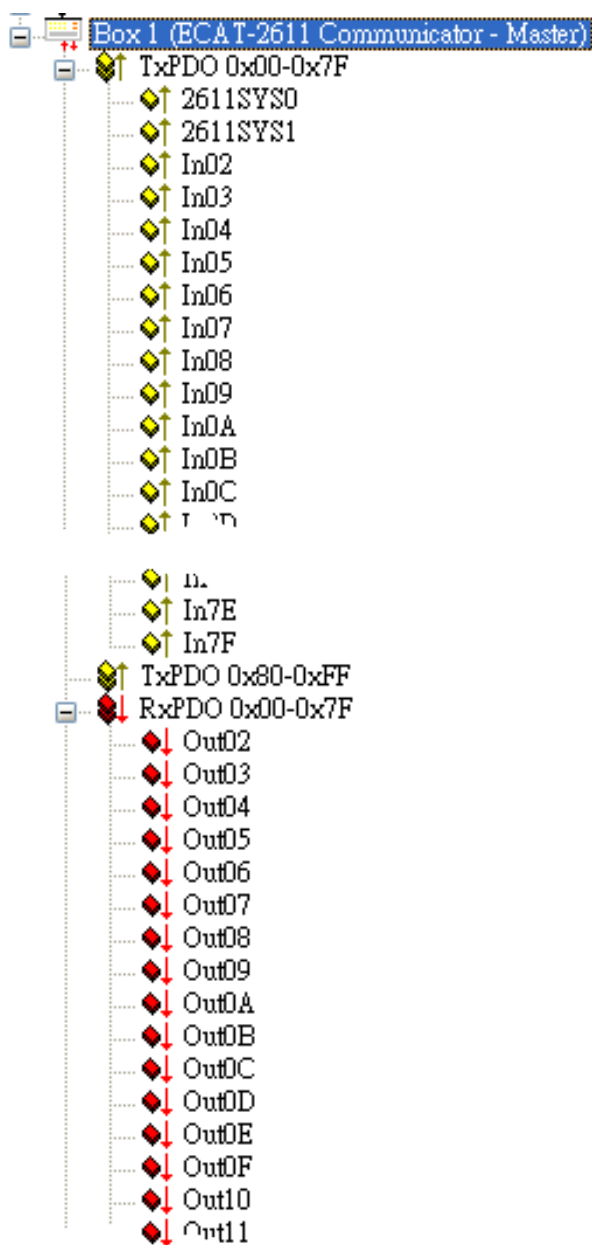 Box 1 (ECAT-2611 Communicator - Master)
TxPDO 0x00-0x7F
2611SYS0
2611SYS1
In02
In03
In04
In05
In06
In07
In08
In09
In0A
In0B
In0C
In7E
In7F
TxPDO 0x80-0xFF
RxPDO 0x00-0x7F
Out02
Out03
Out04
Out05
Out06
Out07
Out08
Out09
Out0A
Out0B
Out0C
Out0D
Out0E
Out0F
Out10
Out11